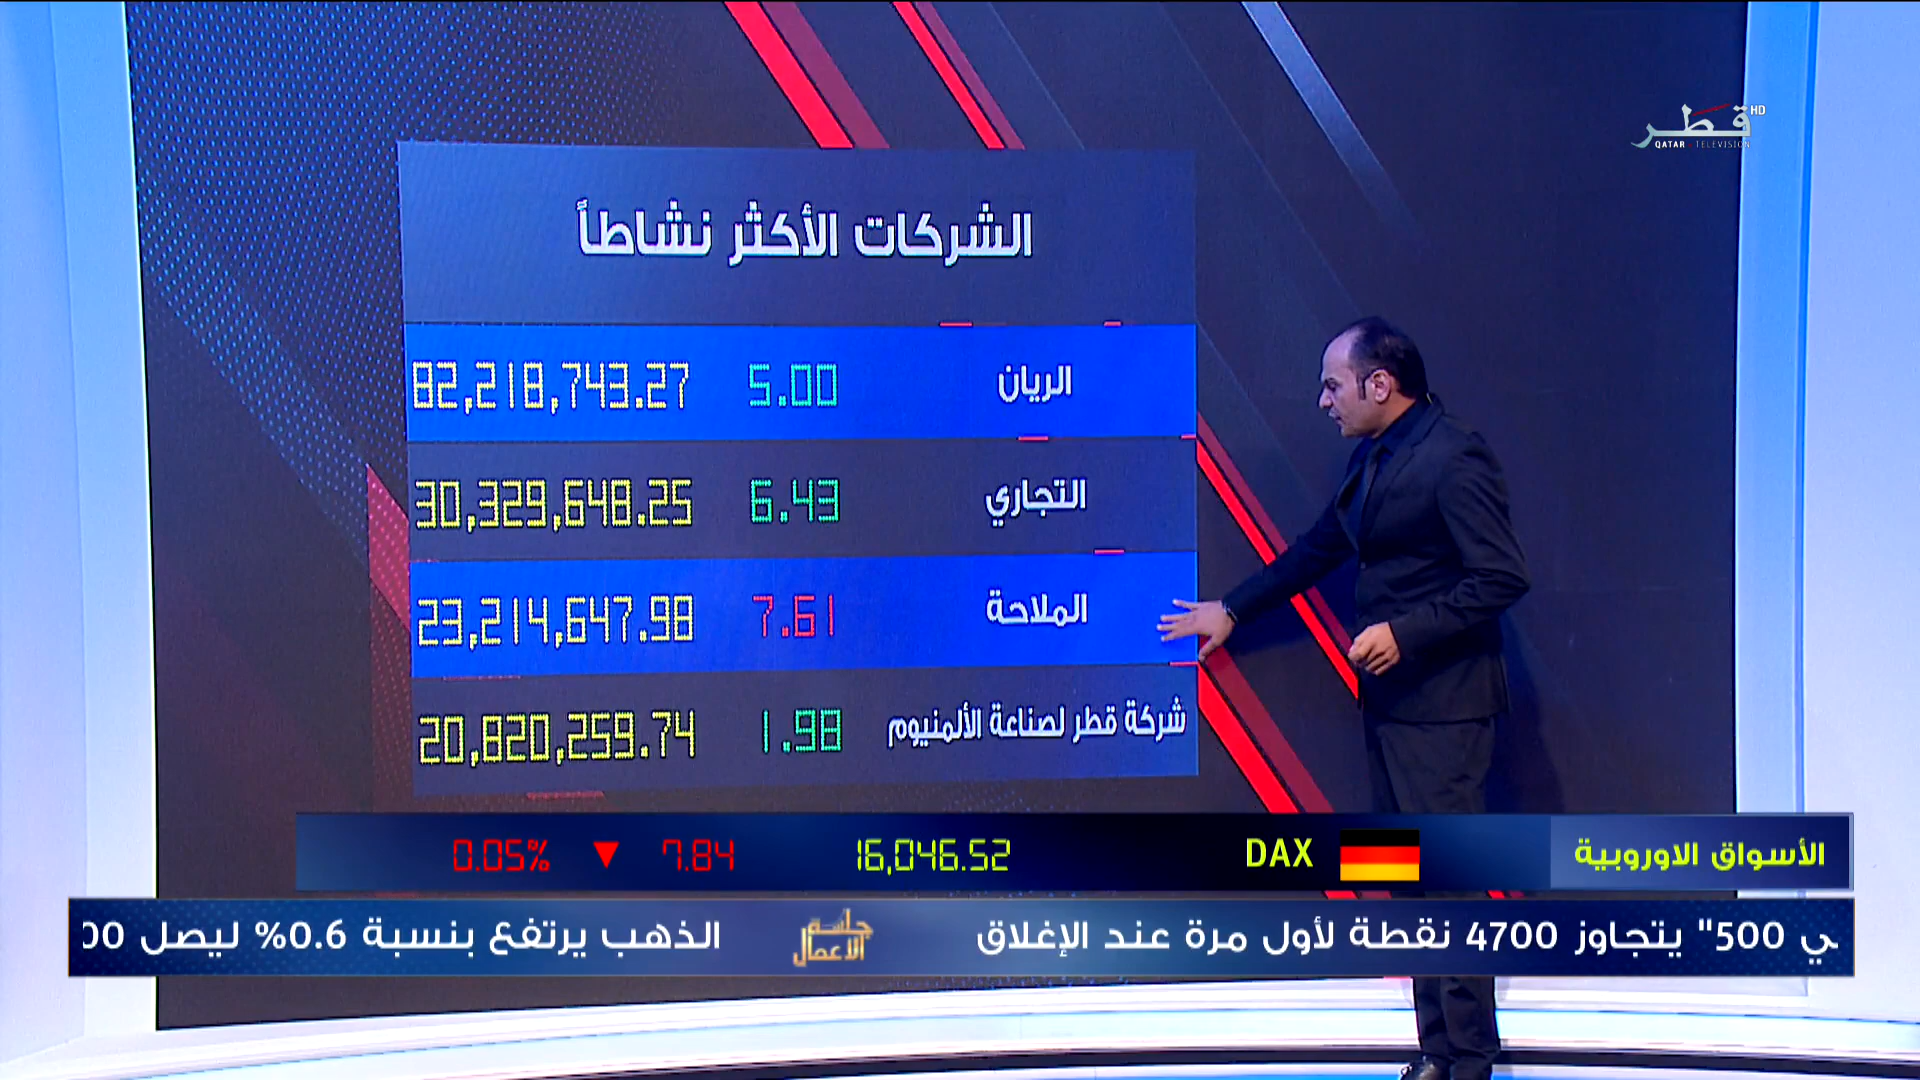 قطر HD
QATAR TELEVISION
الشركات الأكثر نشاطاً
الريان 5.00 82,218,743.27
التجاري 6.43 30,329,648.25
الملاحة 7.61 23,214,647.98
شركة قطر لصناعة الألمنيوم 1.98 20,820,259.74
الأسواق الاوروبية DAX 16,046.52 7.84 ▼ 0.05%
ـي 500" يتجاوز 4700 نقطة لأول مرة عند الإغلاق جلسة الأعمال الذهب يرتفع بنسبة 0.6% ليصل 00